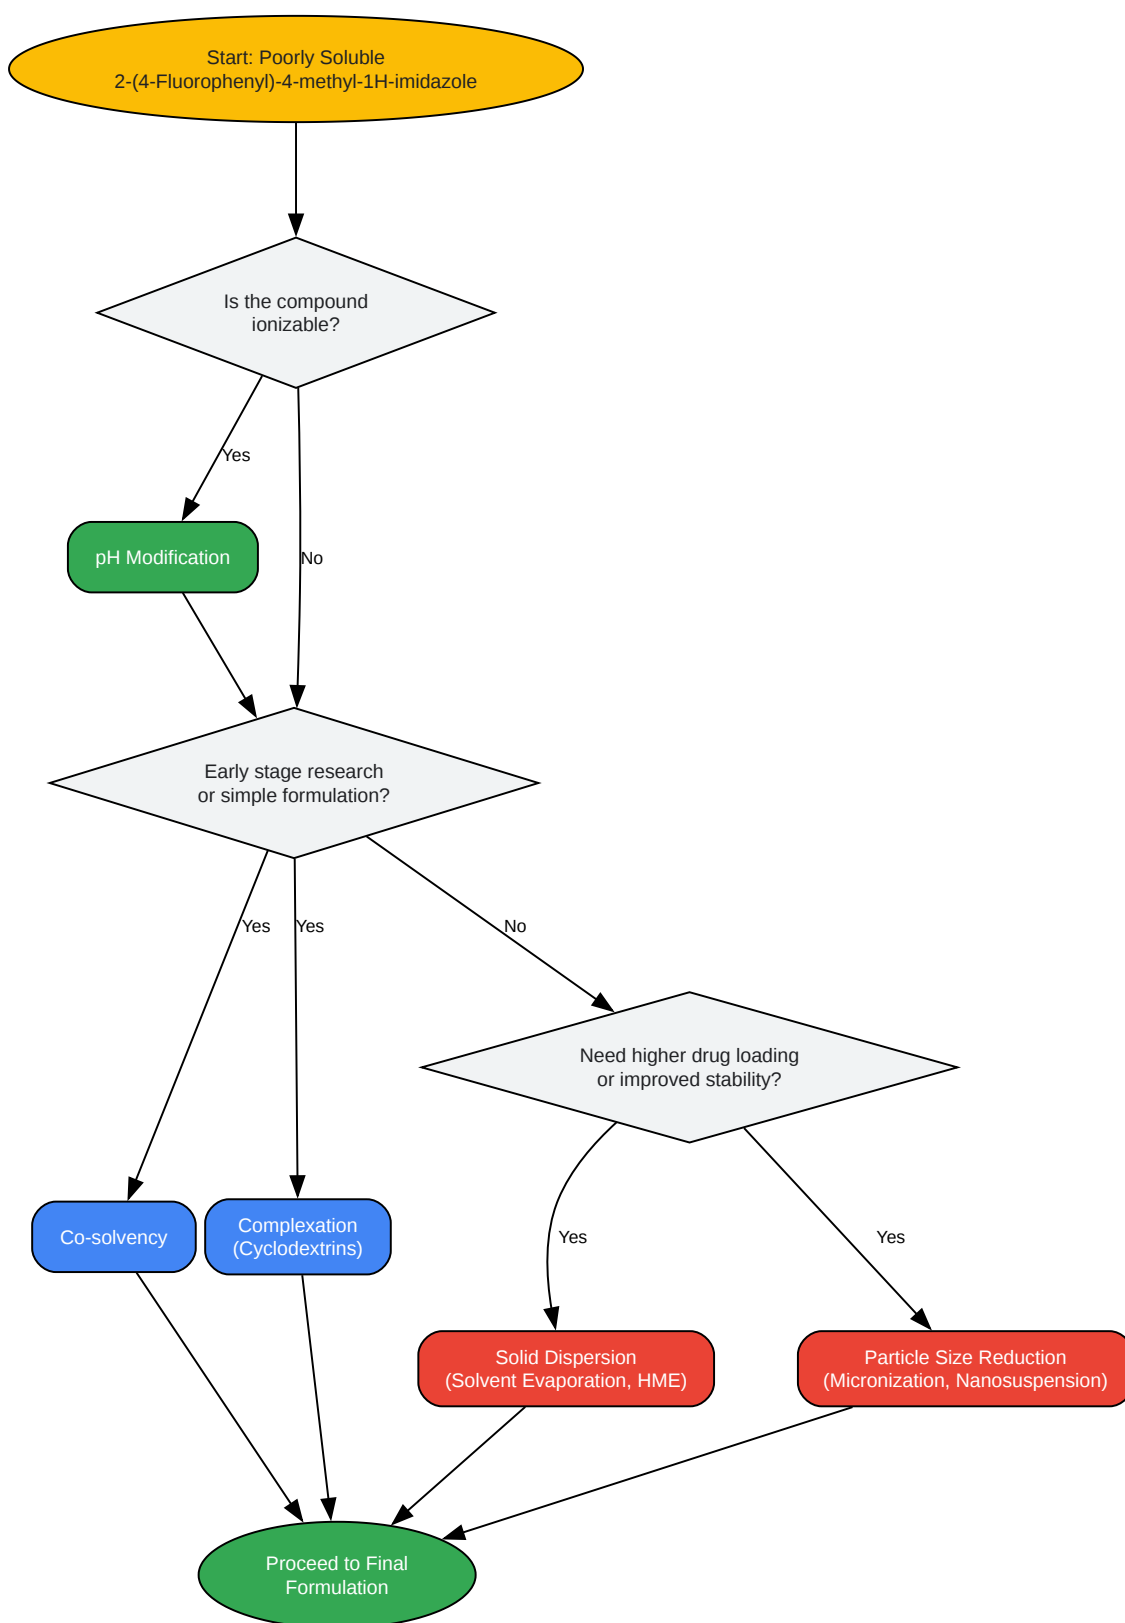 Start: Poorly Soluble
2-(4-Fluorophenyl)-4-methyl-1H-imidazole
Is the compound
ionizable?
Yes
pH Modification
No
Early stage research
or simple formulation?
Yes
Yes
No
Need higher drug loading
or improved stability?
Co-solvency
Complexation
(Cyclodextrins)
Yes
Yes
Solid Dispersion
(Solvent Evaporation, HME)
Particle Size Reduction
(Micronization, Nanosuspension)
Proceed to Final
Formulation